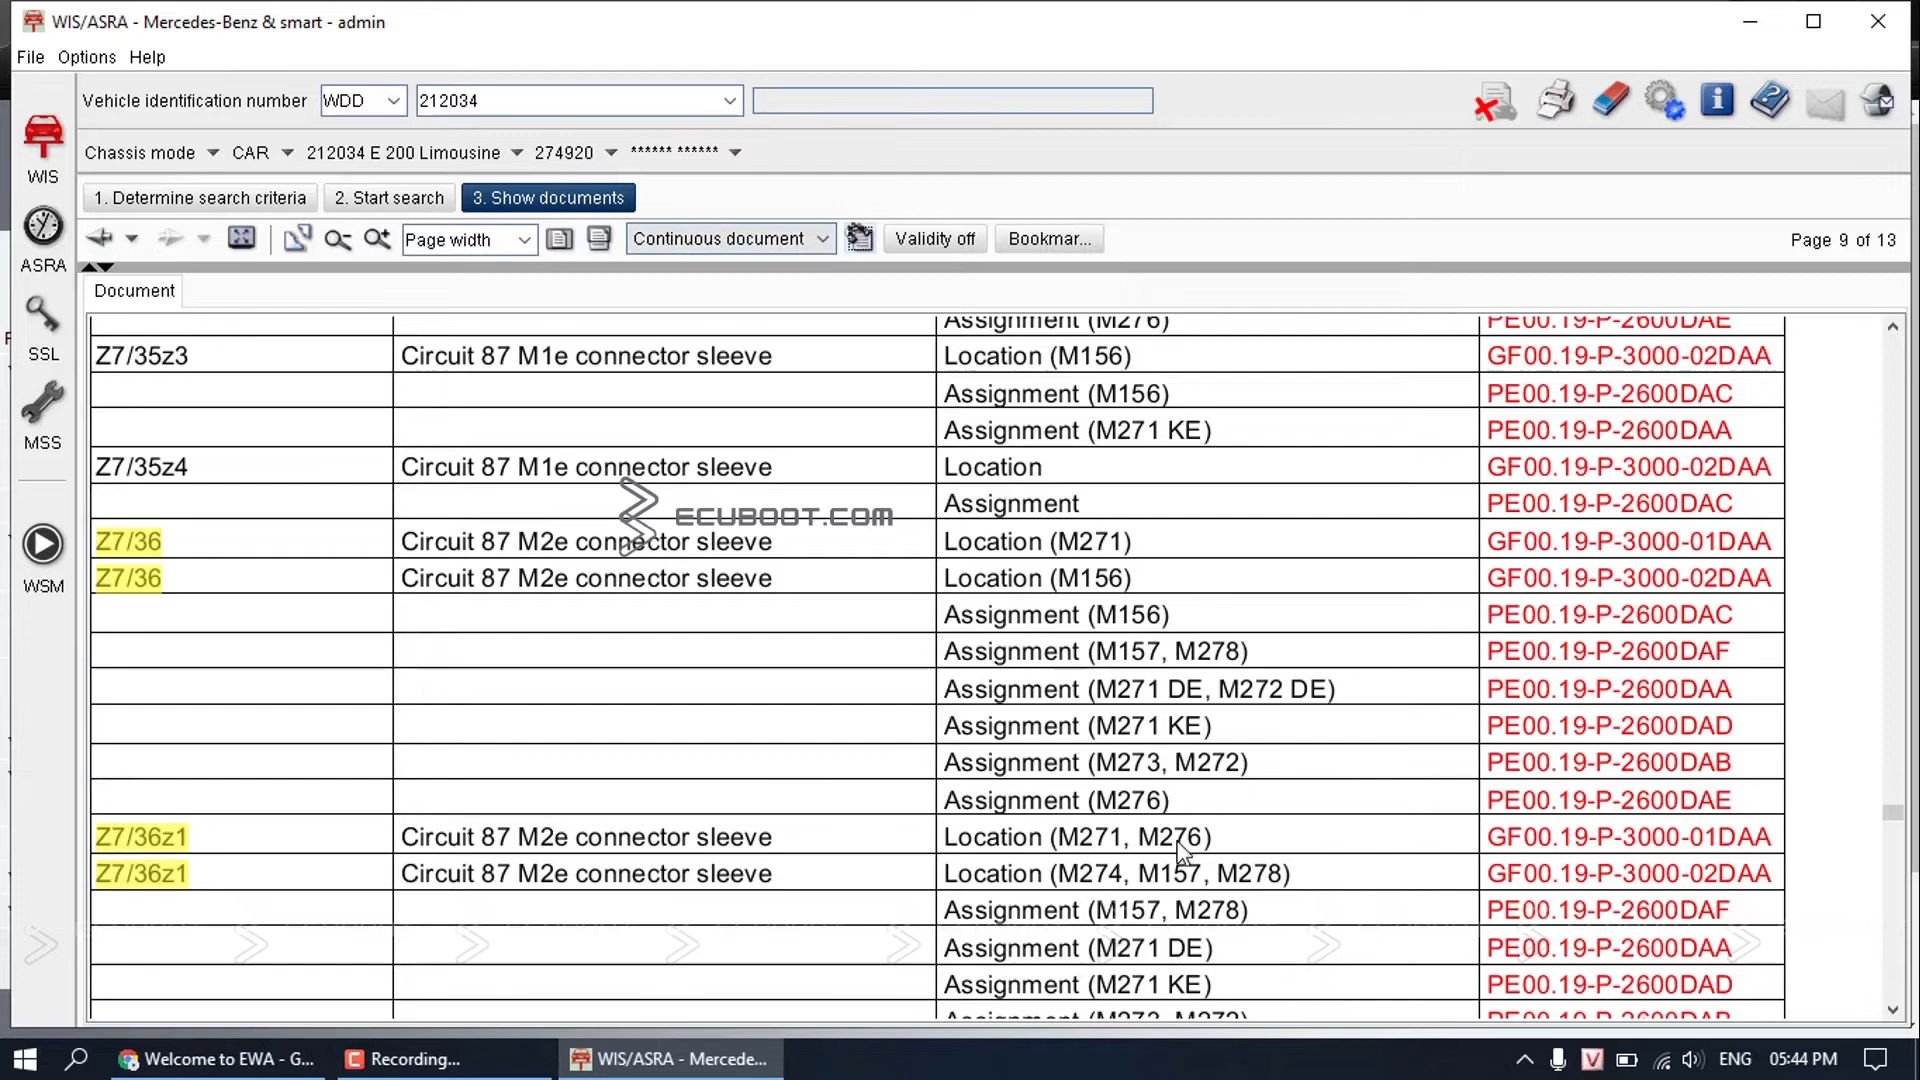 WIS/ASRA - Mercedes-Benz & smart - admin
File Options Help
Vehicle identification number WDD 212034
Chassis mode CAR 212034 E 200 Limousine 274920 ****** ******
WIS
1. Determine search criteria 2. Start search 3. Show documents
Page width Continuous document Validity off Bookmar... Page 9 of 13
ASRA
Document
Assignment (M276) PE00.19-P-2600DAE
Z7/35z3 Circuit 87 M1e connector sleeve Location (M156) GF00.19-P-3000-02DAA
SSL
Assignment (M156) PE00.19-P-2600DAC
Assignment (M271 KE) PE00.19-P-2600DAA
MSS
Z7/35z4 Circuit 87 M1e connector sleeve Location GF00.19-P-3000-02DAA
Assignment PE00.19-P-2600DAC
ECUBOOT.COM
Z7/36 Circuit 87 M2e connector sleeve Location (M271) GF00.19-P-3000-01DAA
Z7/36 Circuit 87 M2e connector sleeve Location (M156) GF00.19-P-3000-02DAA
WSM
Assignment (M156) PE00.19-P-2600DAC
Assignment (M157, M278) PE00.19-P-2600DAF
Assignment (M271 DE, M272 DE) PE00.19-P-2600DAA
Assignment (M271 KE) PE00.19-P-2600DAD
Assignment (M273, M272) PE00.19-P-2600DAB
Assignment (M276) PE00.19-P-2600DAE
Z7/36z1 Circuit 87 M2e connector sleeve Location (M271, M276) GF00.19-P-3000-01DAA
Z7/36z1 Circuit 87 M2e connector sleeve Location (M274, M157, M278) GF00.19-P-3000-02DAA
Assignment (M157, M278) PE00.19-P-2600DAF
Assignment (M271 DE) PE00.19-P-2600DAA
Assignment (M271 KE) PE00.19-P-2600DAD
Assignment (M273, M272) PE00.19-P-2600DAB
Welcome to EWA - G... Recording... WIS/ASRA - Mercede... ENG 05:44 PM